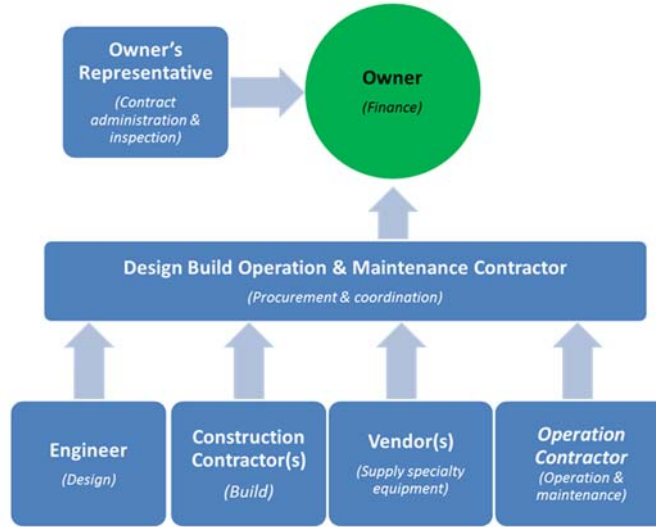 Owner's
Representative
(Contract
administration &
inspection)
Owner
(Finance)
Design Build Operation & Maintenance Contractor
(Procurement & coordination)
Engineer
(Design)
Construction
Contractor(s)
(Build)
Vendor(s)
(Supply specialty
equipment)
Operation
Contractor
(Operation &
maintenance)